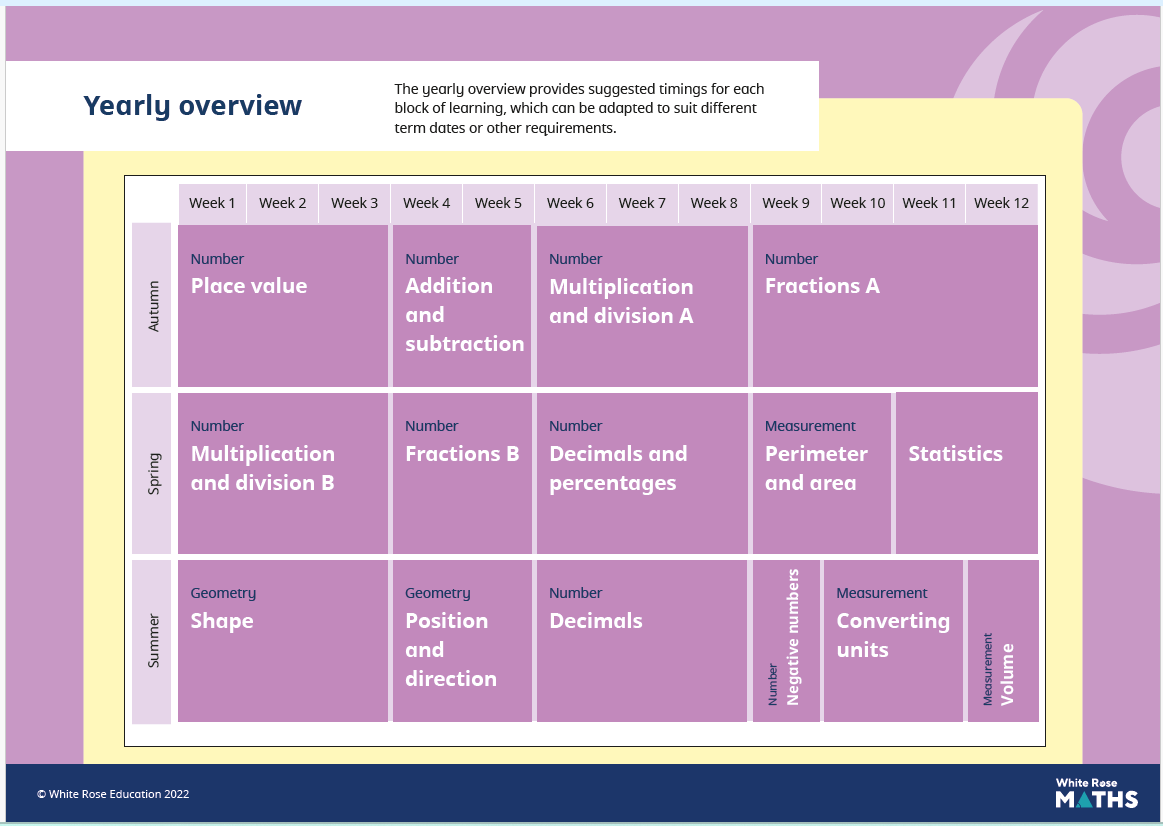 Yearly overview
The yearly overview provides suggested timings for each
block of learning, which can be adapted to suit different
term dates or other requirements.
Week 1 Week 2 Week 3 Week 4 Week 5 Week 6 Week 7 Week 8 Week 9 Week 10 Week 11 Week 12
Autumn
Number
Place value
Number
Addition
and
subtraction
Number
Multiplication
and division A
Number
Fractions A
Spring
Number
Multiplication
and division B
Number
Fractions B
Number
Decimals and
percentages
Measurement
Perimeter
and area
Statistics
Summer
Geometry
Shape
Geometry
Position
and
direction
Number
Decimals
Number
Negative numbers
Measurement
Converting
units
Measurement
Volume
© White Rose Education 2022
White Rose
MATHS